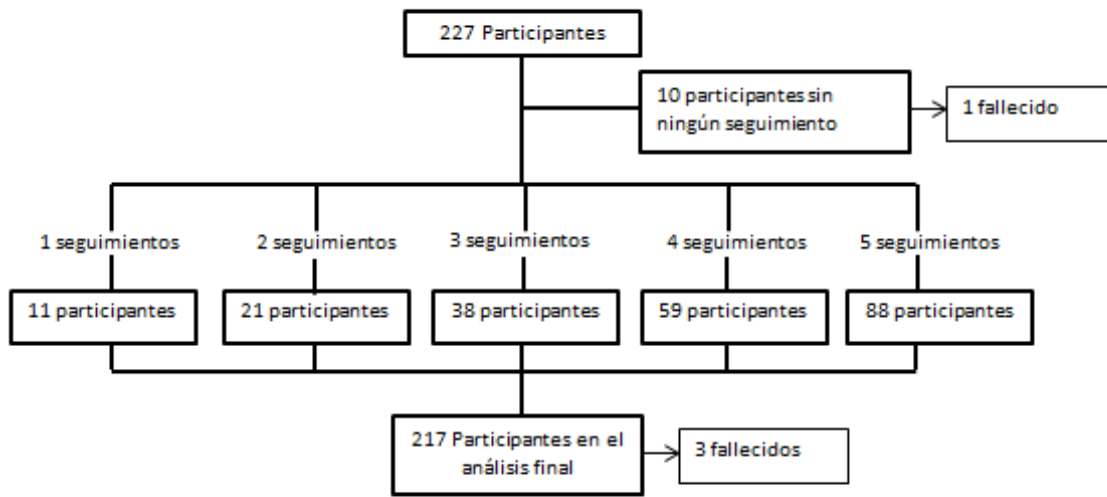 227 Participantes
10 participantes sin
ningún seguimiento
1 fallecido
1 seguimientos
2 seguimientos
3 seguimientos
4 seguimientos
5 seguimientos
11 participantes
21 participantes
38 participantes
59 participantes
88 participantes
217 Participantes en el
análisis final
3 fallecidos